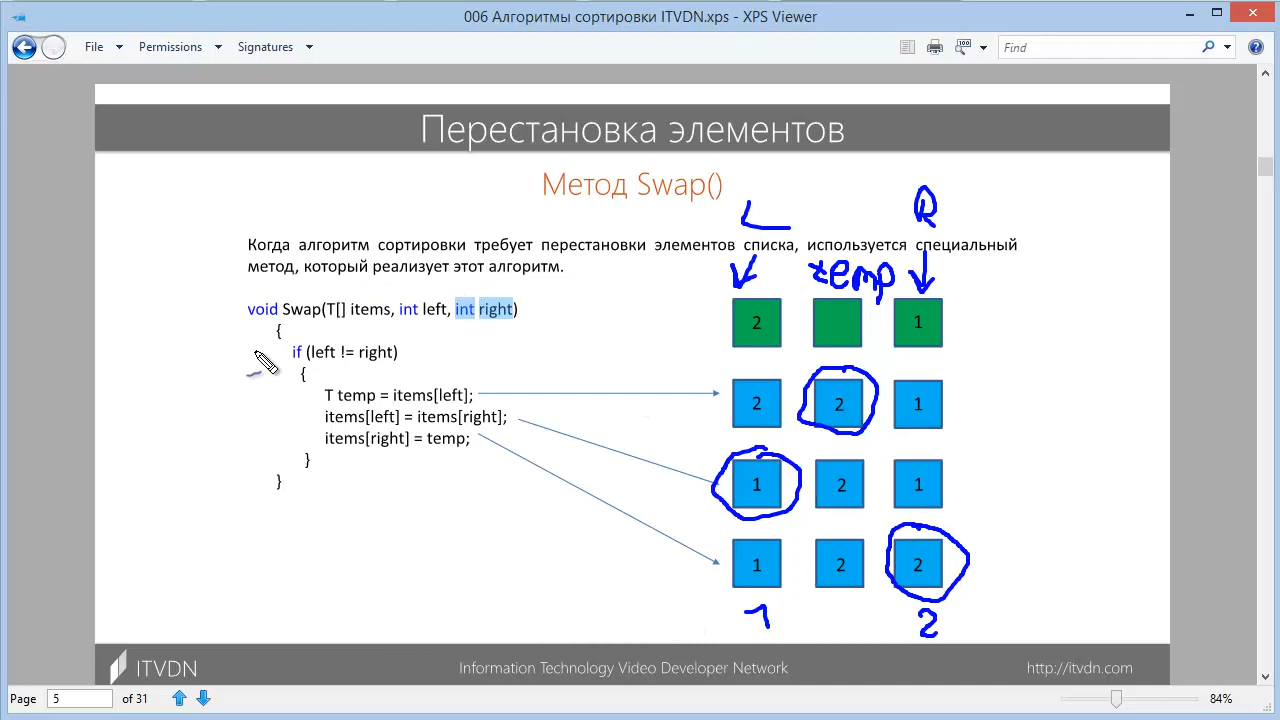 006 Алгоритмы сортировки ITVDN.xps - XPS Viewer
File Permissions Signatures Find
Перестановка элементов
Метод Swap()
L R
Когда алгоритм сортировки требует перестановки элементов списка, используется специальный
метод, который реализует этот алгоритм.
temp
void Swap(T[] items, int left, int right)
{
if (left != right)
{
T temp = items[left];
items[left] = items[right];
items[right] = temp;
}
}
2 1
2 2 1
1 2 1
1 2 2
1 2
ITVDN Information Technology Video Developer Network http://itvdn.com
Page 5 of 31 84%